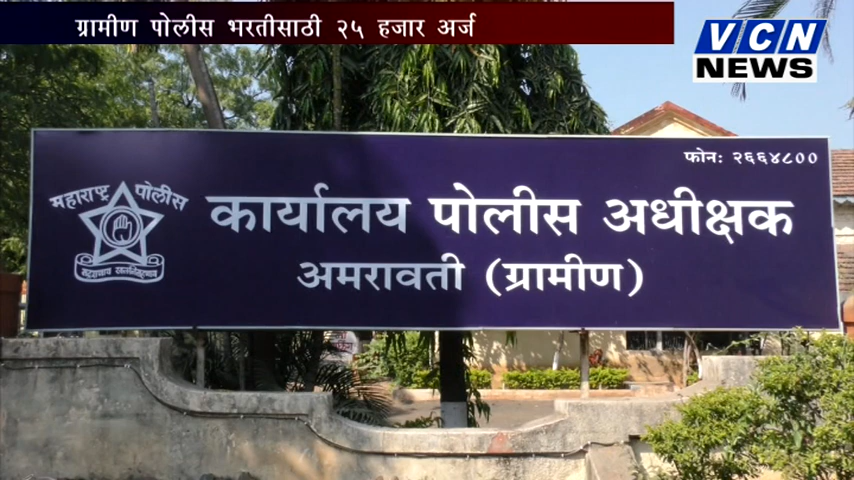 ग्रामीण पोलीस भरतीसाठी २५ हजार अर्ज
VCN
NEWS
फोन: २६६४८००
महाराष्ट्र पोलीस
कार्यालय पोलीस अधीक्षक
अमरावती (ग्रामीण)